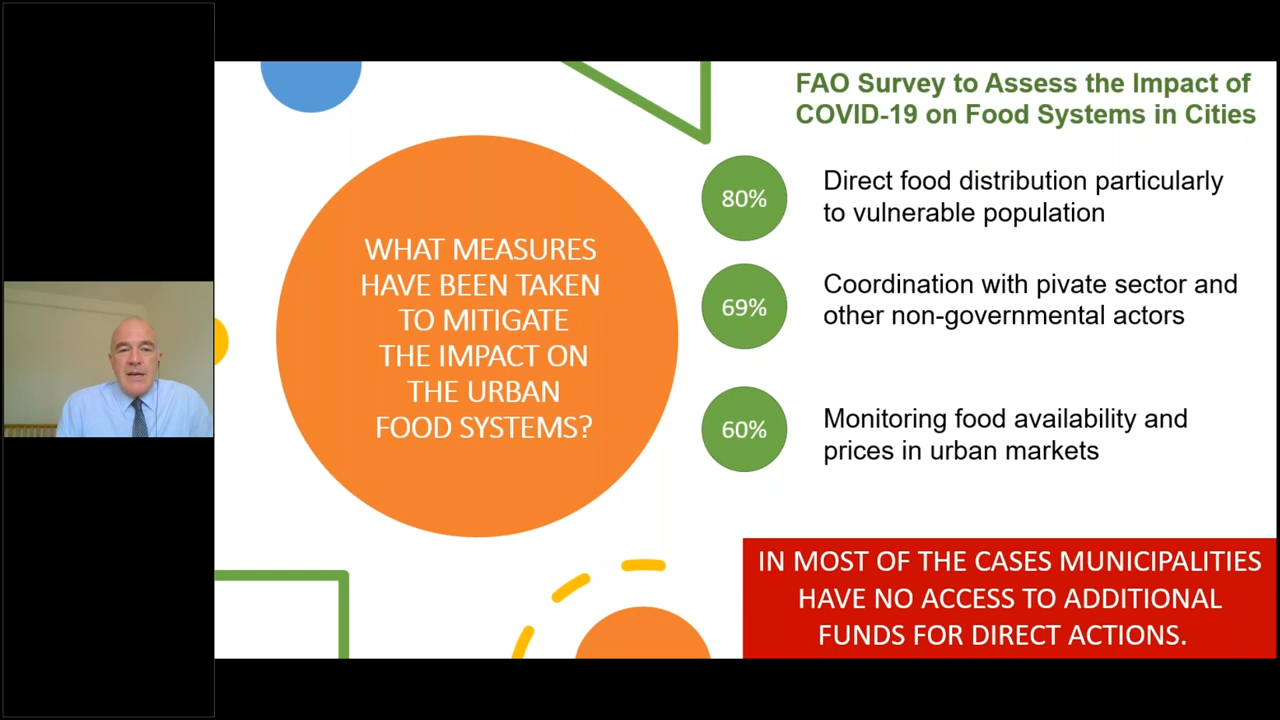 FAO Survey to Assess the Impact of
COVID-19 on Food Systems in Cities
WHAT MEASURES
HAVE BEEN TAKEN
TO MITIGATE
THE IMPACT ON
THE URBAN
FOOD SYSTEMS?
80%
Direct food distribution particularly
to vulnerable population
69%
Coordination with pivate sector and
other non-governmental actors
60%
Monitoring food availability and
prices in urban markets
IN MOST OF THE CASES MUNICIPALITIES
HAVE NO ACCESS TO ADDITIONAL
FUNDS FOR DIRECT ACTIONS.